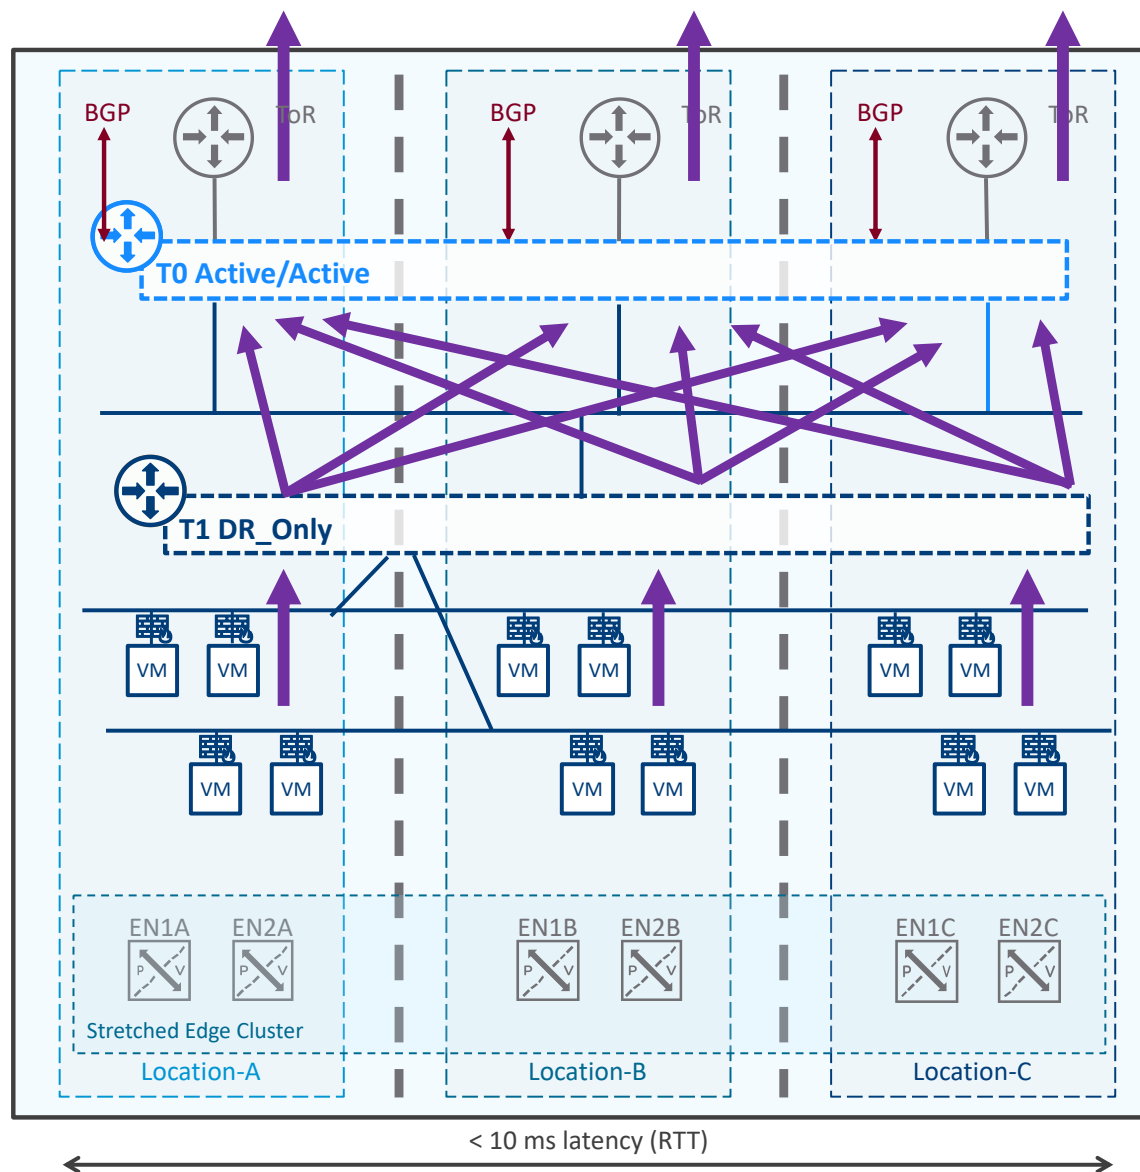 BGP
ToR
BGP
ToR
BGP
ToR
T0 Active/Active
T1 DR_Only
VM
VM
VM
VM
VM
VM
VM
VM
VM
VM
VM
VM
EN1A
EN2A
EN1B
EN2B
EN1C
EN2C
P
V
P
V
P
V
P
V
P
V
P
V
Stretched Edge Cluster
Location-A
Location-B
Location-C
< 10 ms latency (RTT)